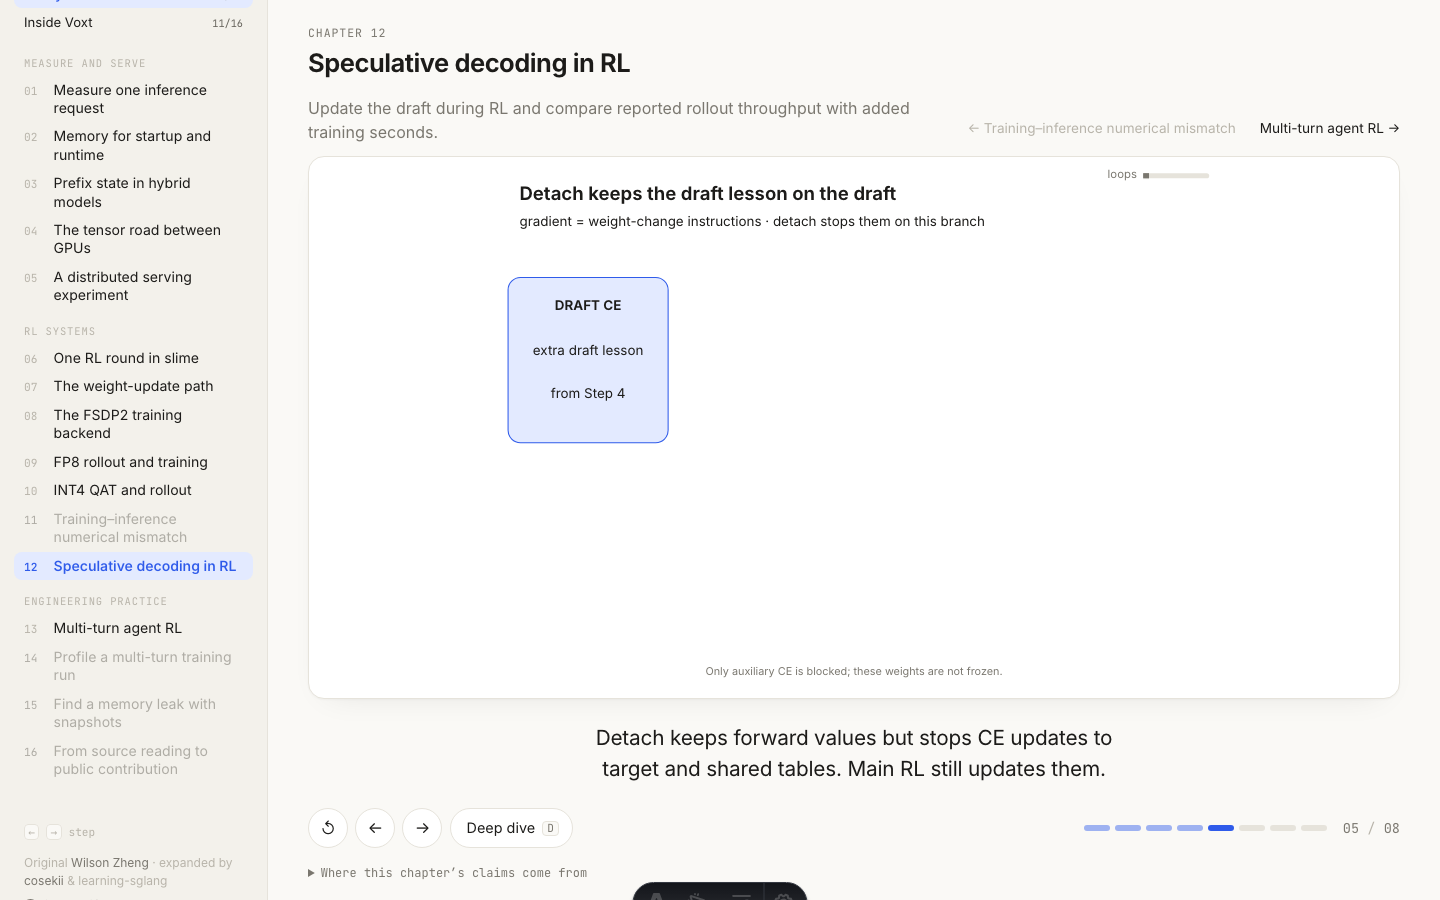 Inside Voxt 11/16
MEASURE AND SERVE
01 Measure one inference
request
02 Memory for startup and
runtime
03 Prefix state in hybrid
models
04 The tensor road between
GPUs
05 A distributed serving
experiment
RL SYSTEMS
06 One RL round in slime
07 The weight-update path
08 The FSDP2 training
backend
09 FP8 rollout and training
10 INT4 QAT and rollout
11 Training–inference
numerical mismatch
12 Speculative decoding in RL
ENGINEERING PRACTICE
13 Multi-turn agent RL
14 Profile a multi-turn training
run
15 Find a memory leak with
snapshots
16 From source reading to
public contribution
← → step
Original Wilson Zheng · expanded by
cosekii & learning-sglang
CHAPTER 12
Speculative decoding in RL
Update the draft during RL and compare reported rollout throughput with added
training seconds.
← Training–inference numerical mismatch Multi-turn agent RL →
loops
Detach keeps the draft lesson on the draft
gradient = weight-change instructions · detach stops them on this branch
DRAFT CE
extra draft lesson
from Step 4
Only auxiliary CE is blocked; these weights are not frozen.
Detach keeps forward values but stops CE updates to
target and shared tables. Main RL still updates them.
Deep dive D
05 / 08
Where this chapter’s claims come from